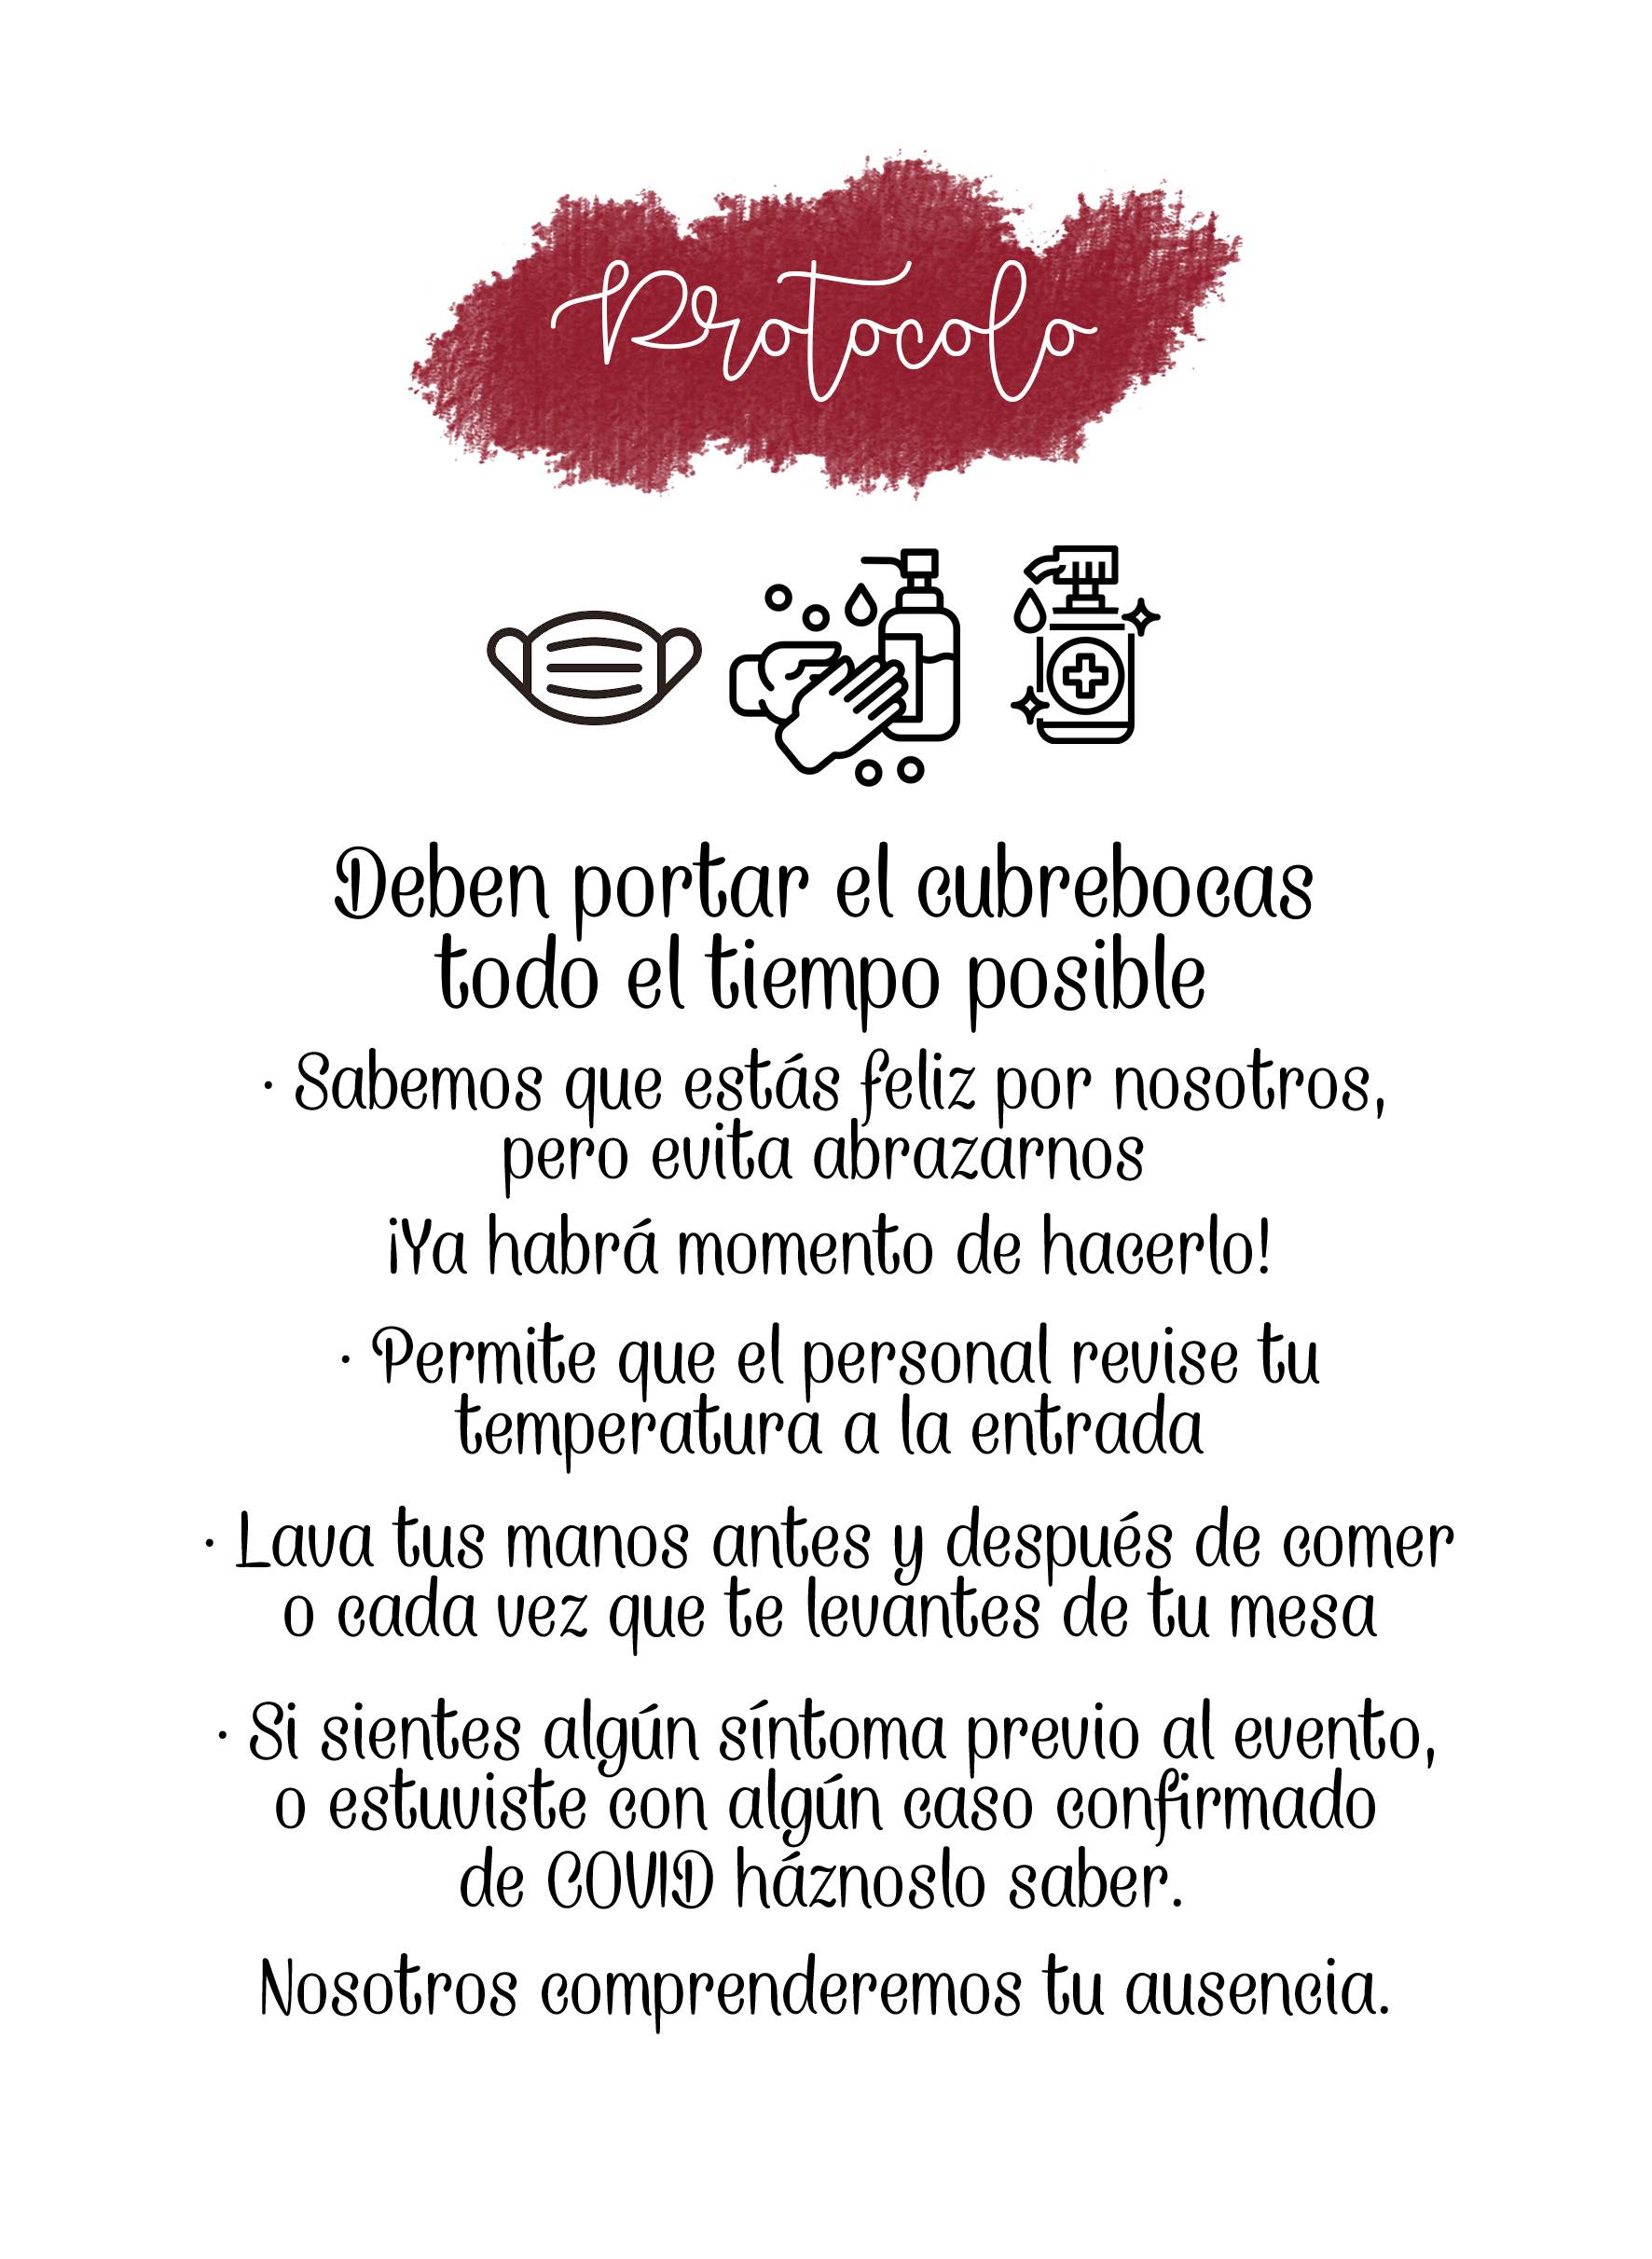 Protocolo
Deben portar el cubrebocas
todo el tiempo posible
· Sabemos que estás feliz por nosotros,
pero evita abrazarnos
¡Ya habrá momento de hacerlo!
· Permite que el personal revise tu
temperatura a la entrada
· Lava tus manos antes y después de comer
o cada vez que te levantes de tu mesa
· Si sientes algún síntoma previo al evento,
o estuviste con algún caso confirmado
de COVID háznoslo saber.
Nosotros comprenderemos tu ausencia.